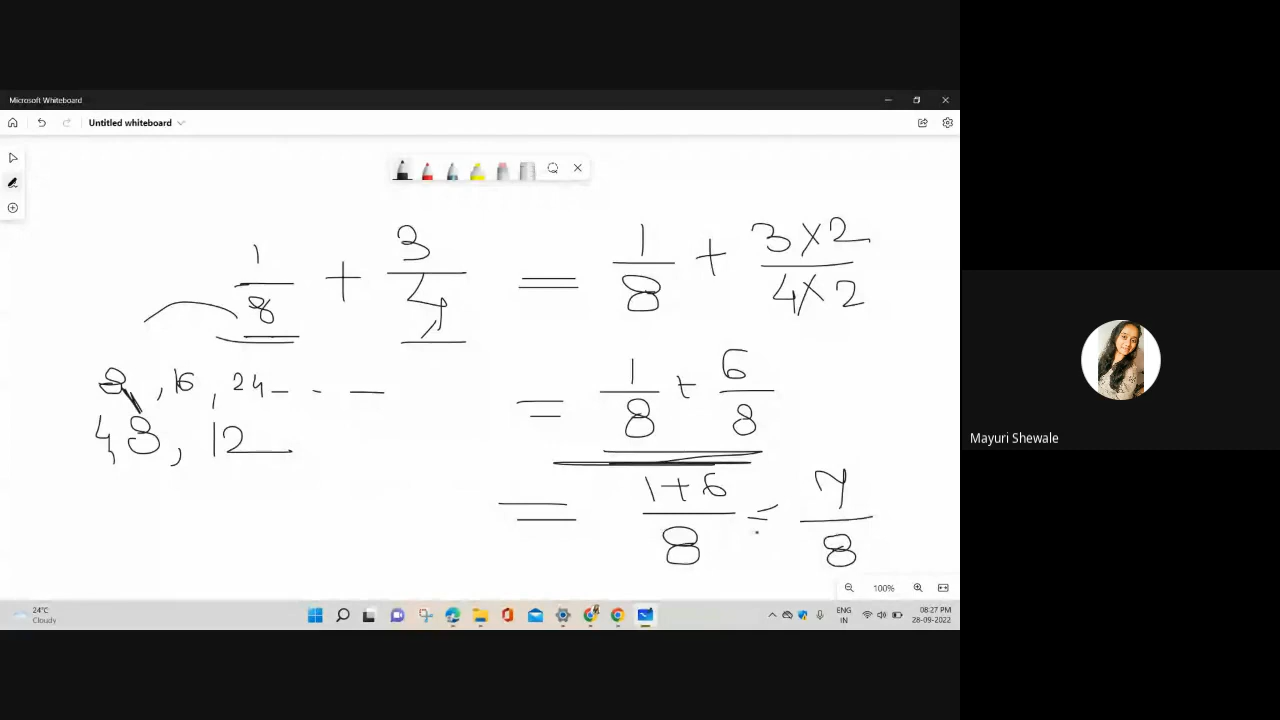 Microsoft Whiteboard
Untitled whiteboard
1/8 + 3/4 = 1/8 + 3×2/4×2
8, 16, 24 - - -
= 1/8 + 6/8
4, 8, 12
= 1+6/8 = 7/8
Mayuri Shewale
100%
24°C
Cloudy
ENG
IN
08:27 PM
28-09-2022